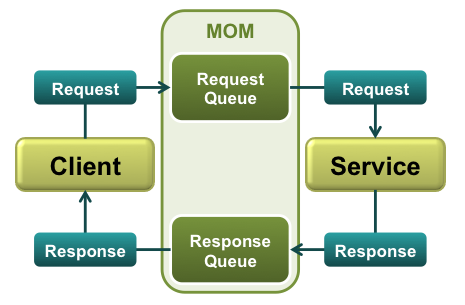 MOM
Request
Request
Queue
Request
Client
Service
Response
Response
Queue
Response